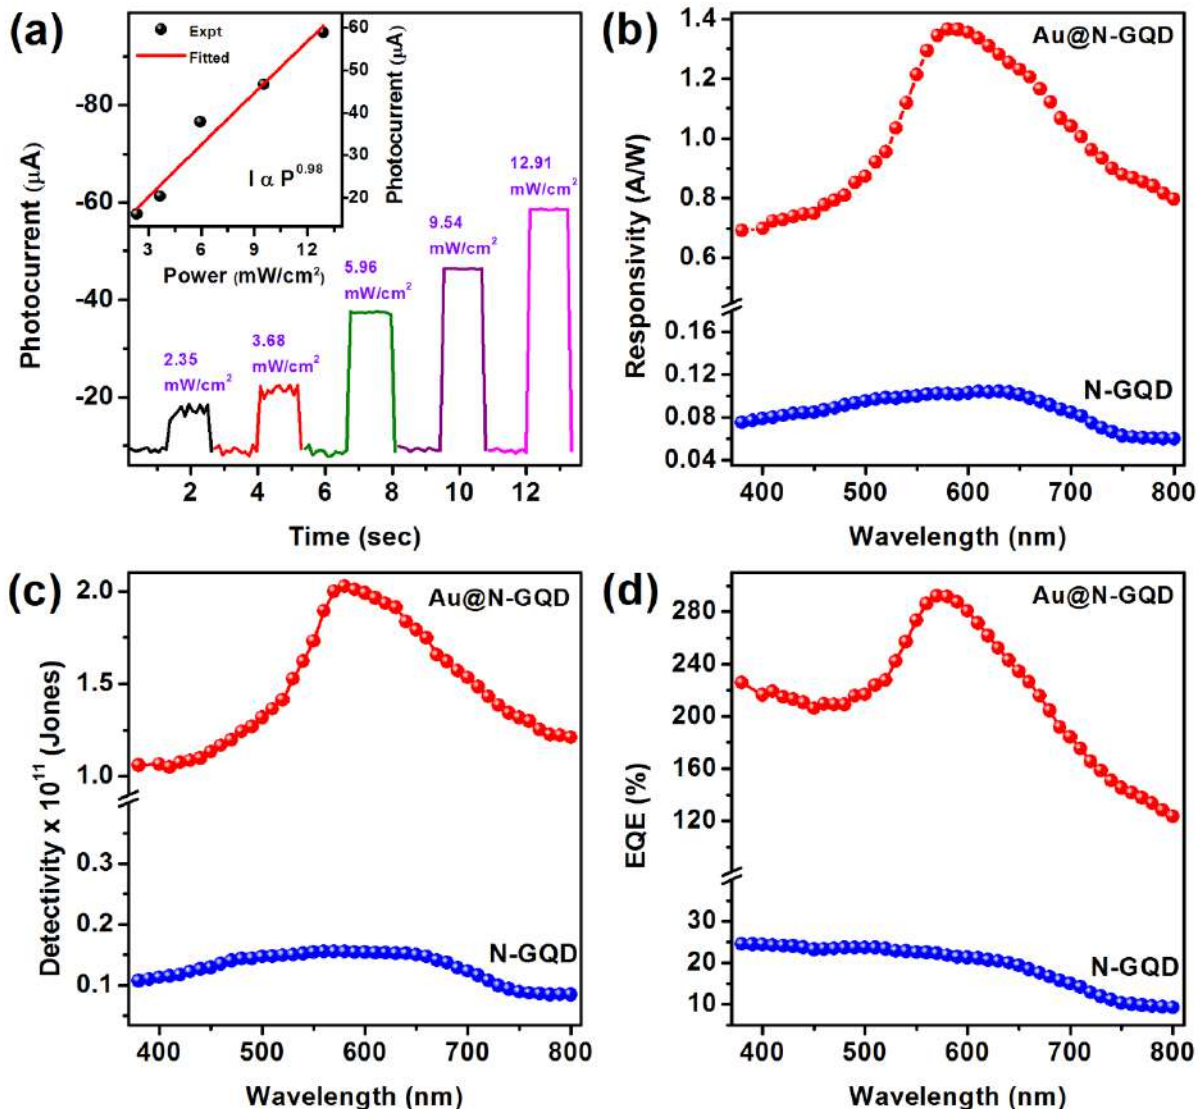 (a)
Expt
Fitted
I α P^0.98
-60
-50
-40
-30
-20
Photocurrent (μA)
3 6 9 12
Power (mW/cm²)
-80
-60
-40
-20
Photocurrent (μA)
2.35
mW/cm²
3.68
mW/cm²
5.96
mW/cm²
9.54
mW/cm²
12.91
mW/cm²
2 4 6 8 10 12
Time (sec)
(b)
Au@N-GQD
N-GQD
1.4
1.2
1.0
0.8
0.6
0.16
0.12
0.08
0.04
Responsivity (A/W)
400 500 600 700 800
Wavelength (nm)
(c)
Au@N-GQD
N-GQD
2.0
1.5
1.0
0.3
0.2
0.1
Detectivity x 10¹¹ (Jones)
400 500 600 700 800
Wavelength (nm)
(d)
Au@N-GQD
N-GQD
280
240
200
160
120
30
20
10
EQE (%)
400 500 600 700 800
Wavelength (nm)